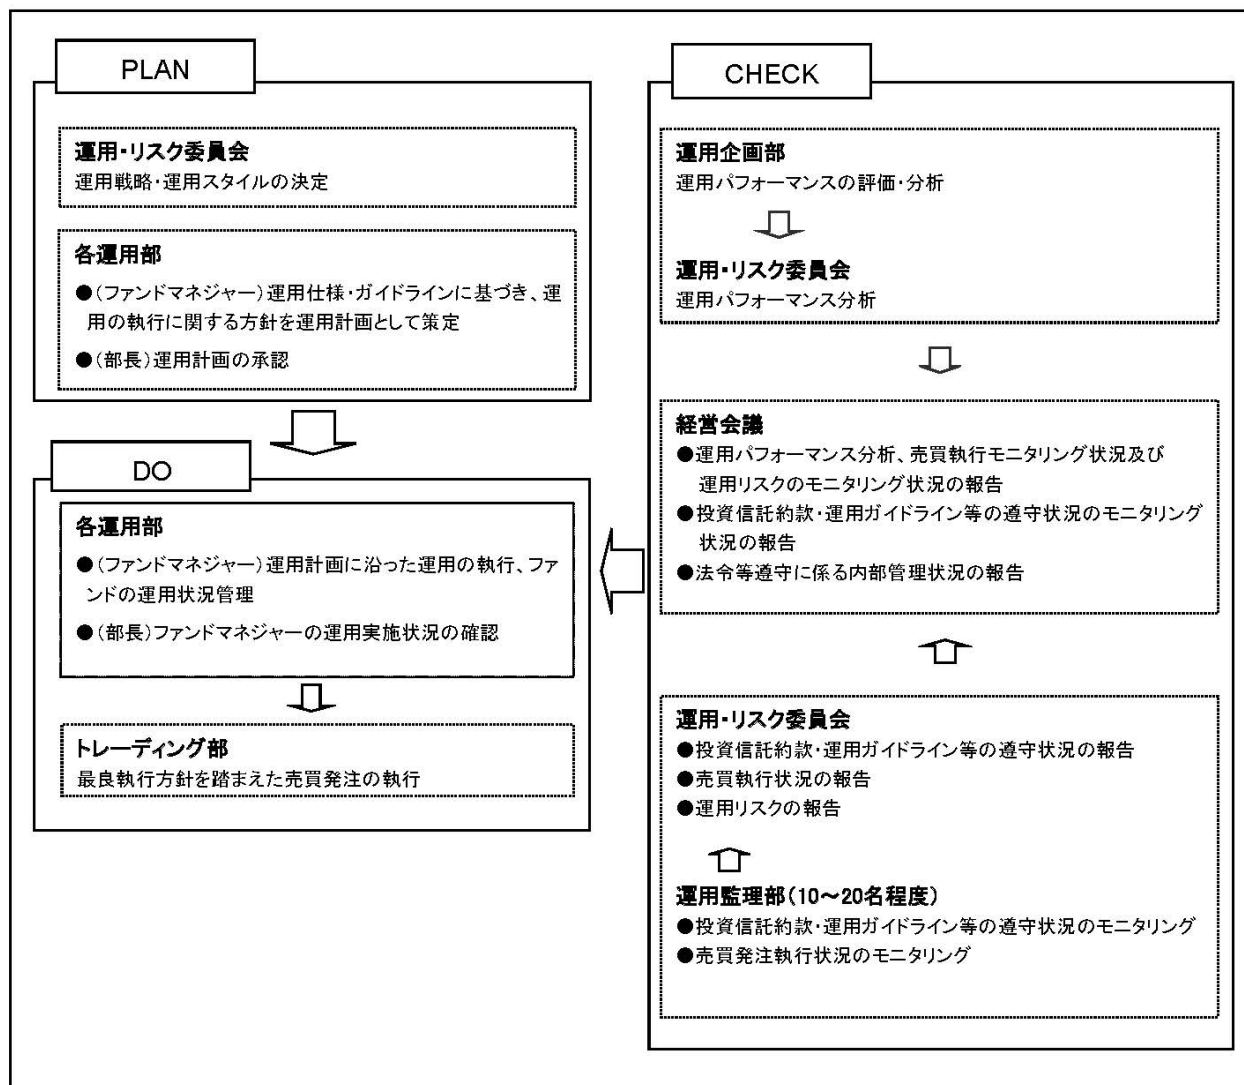 PLAN
運用・リスク委員会
運用戦略・運用スタイルの決定
各運用部
●(ファンドマネジャー)運用仕様・ガイドラインに基づき、運
用の執行に関する方針を運用計画として策定
●(部長)運用計画の承認
DO
各運用部
●(ファンドマネジャー)運用計画に沿った運用の執行、ファ
ンドの運用状況管理
●(部長)ファンドマネジャーの運用実施状況の確認
トレーディング部
最良執行方針を踏まえた売買発注の執行
CHECK
運用企画部
運用パフォーマンスの評価・分析
運用・リスク委員会
運用パフォーマンス分析
経営会議
●運用パフォーマンス分析、売買執行モニタリング状況及び
運用リスクのモニタリング状況の報告
●投資信託約款・運用ガイドライン等の遵守状況のモニタリング
状況の報告
●法令等遵守に係る内部管理状況の報告
運用・リスク委員会
●投資信託約款・運用ガイドライン等の遵守状況の報告
●売買執行状況の報告
●運用リスクの報告
運用監理部(10~20名程度)
●投資信託約款・運用ガイドライン等の遵守状況のモニタリング
●売買発注執行状況のモニタリング